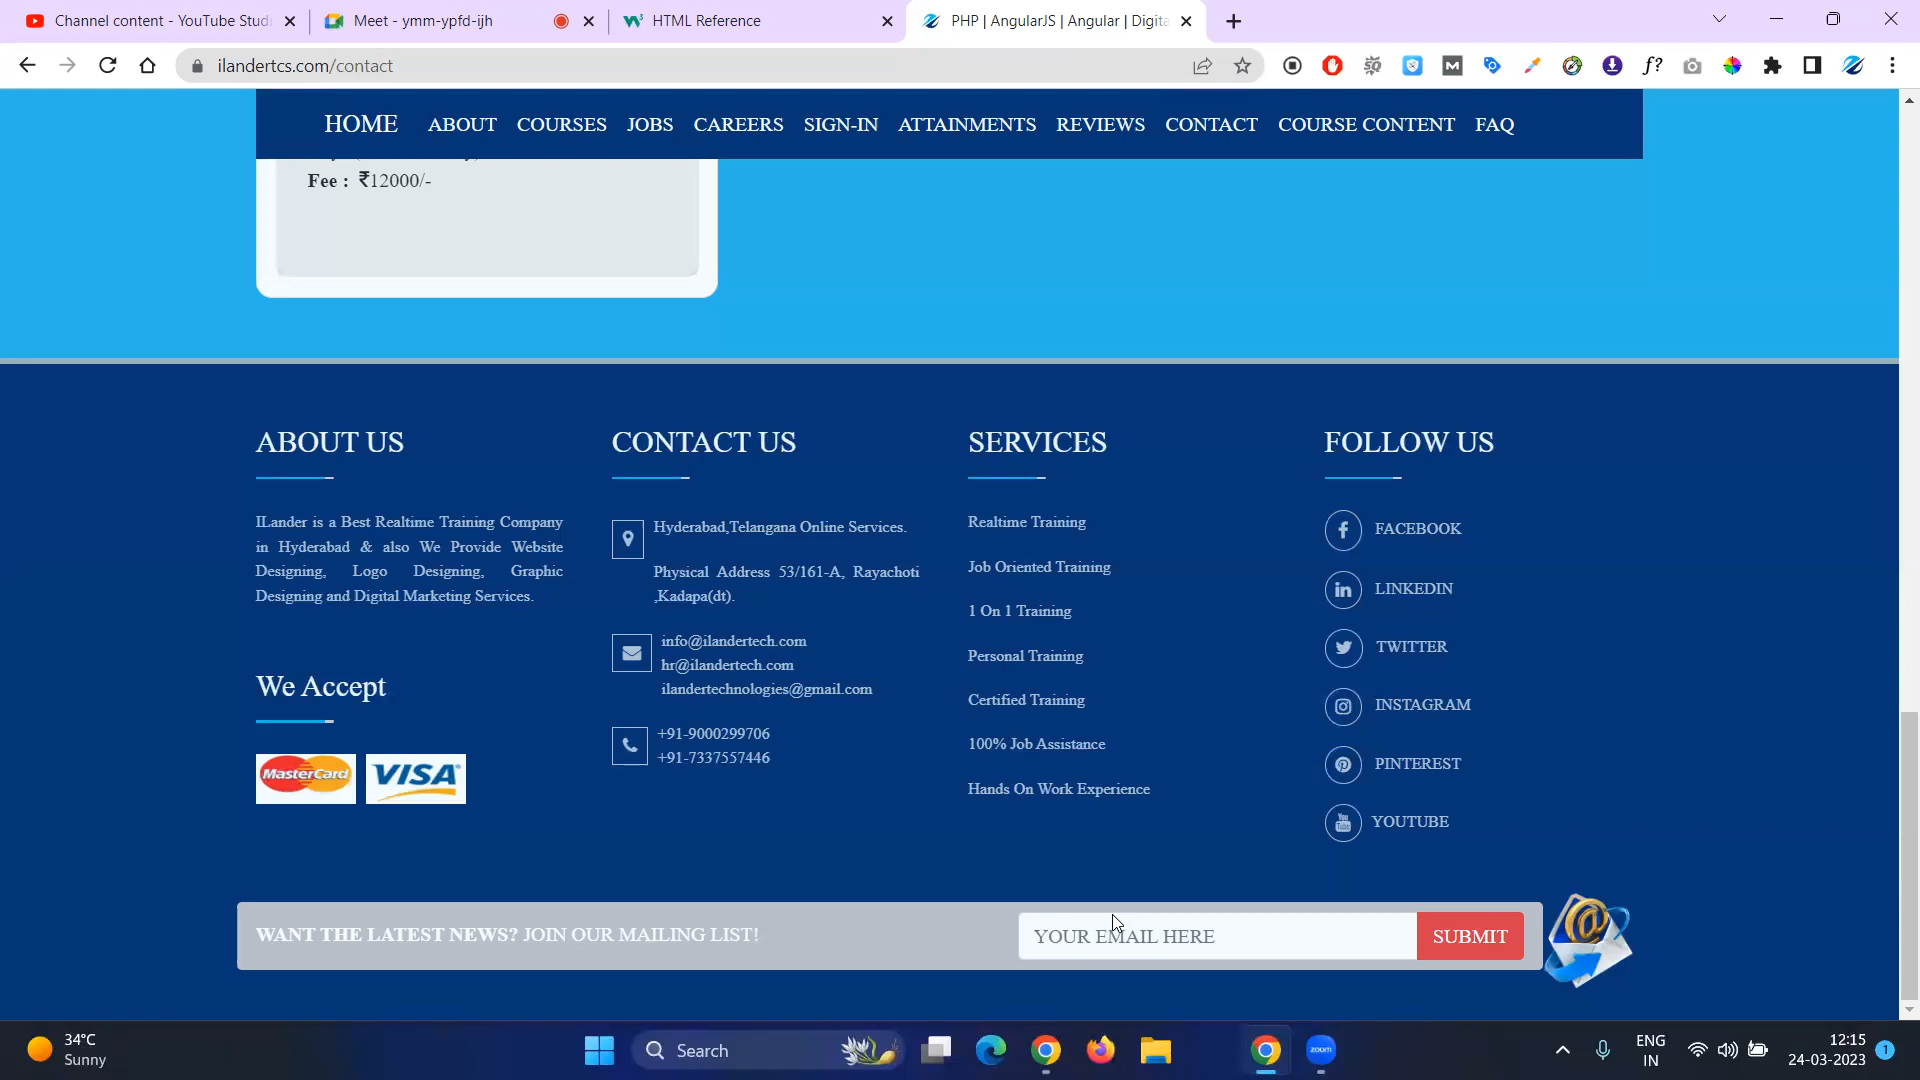 Channel content - YouTube Stud
Meet - ymm-ypfd-ijh
HTML Reference
PHP | AngularJS | Angular | Digita
ilandertcs.com/contact
HOME ABOUT COURSES JOBS CAREERS SIGN-IN ATTAINMENTS REVIEWS CONTACT COURSE CONTENT FAQ
Fee : ₹12000/-
ABOUT US
ILander is a Best Realtime Training Company
in Hyderabad & also We Provide Website
Designing, Logo Designing, Graphic
Designing and Digital Marketing Services.
We Accept
MasterCard
VISA
CONTACT US
Hyderabad,Telangana Online Services.
Physical Address 53/161-A, Rayachoti
,Kadapa(dt).
info@ilandertech.com
hr@ilandertech.com
ilandertechnologies@gmail.com
+91-9000299706
+91-7337557446
SERVICES
Realtime Training
Job Oriented Training
1 On 1 Training
Personal Training
Certified Training
100% Job Assistance
Hands On Work Experience
FOLLOW US
FACEBOOK
LINKEDIN
TWITTER
INSTAGRAM
PINTEREST
YOUTUBE
WANT THE LATEST NEWS? JOIN OUR MAILING LIST!
YOUR EMAIL HERE
SUBMIT
34°C
Sunny
Search
zoom
ENG
IN
12:15
24-03-2023
1